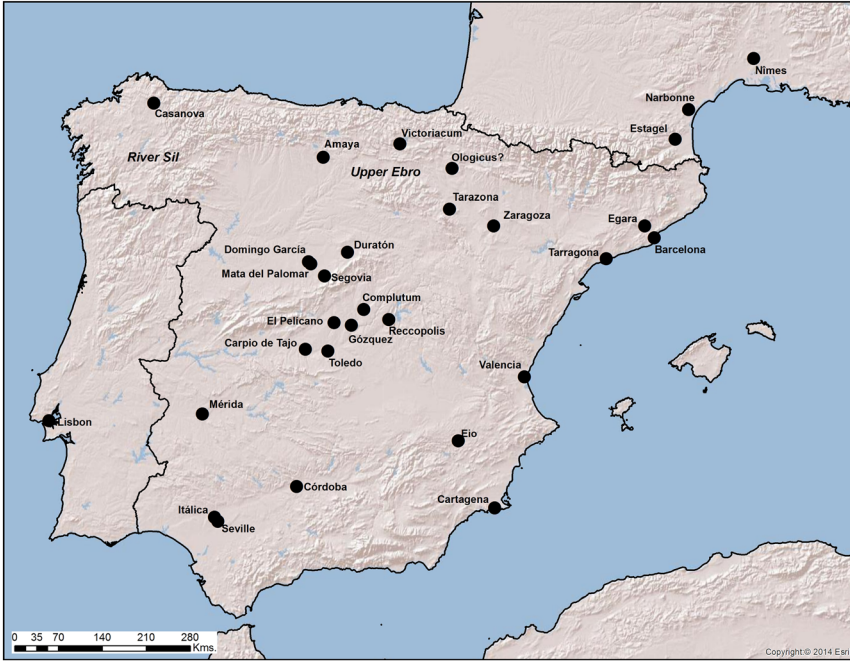 Nîmes
Narbonne
Casanova
Estagel
Victoriacum
Amaya
River Sil
Ologicus?
Upper Ebro
Tarazona
Zaragoza
Egara
Domingo García
Duratón
Barcelona
Tarragona
Mata del Palomar
Segovia
Complutum
El Pelicano
Reccopolis
Gózquez
Carpio de Tajo
Toledo
Valencia
Mérida
Lisbon
Eio
Córdoba
Cartagena
Itálica
Seville
0 35 70 140 210 280
Kms.
Copyright:© 2014 Esri